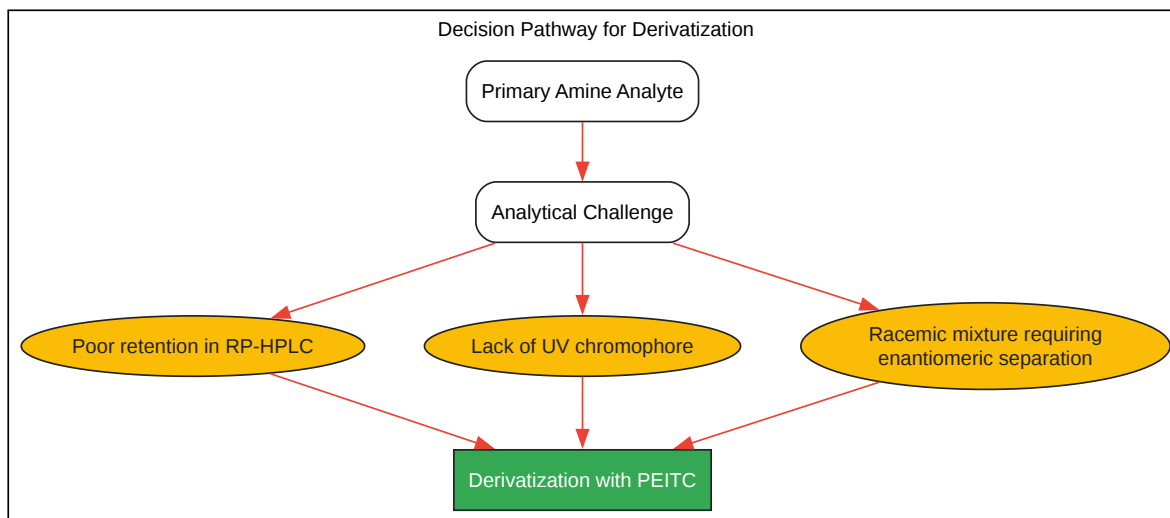 Decision Pathway for Derivatization
Primary Amine Analyte
Analytical Challenge
Poor retention in RP-HPLC
Lack of UV chromophore
Racemic mixture requiring
enantiomeric separation
Derivatization with PEITC